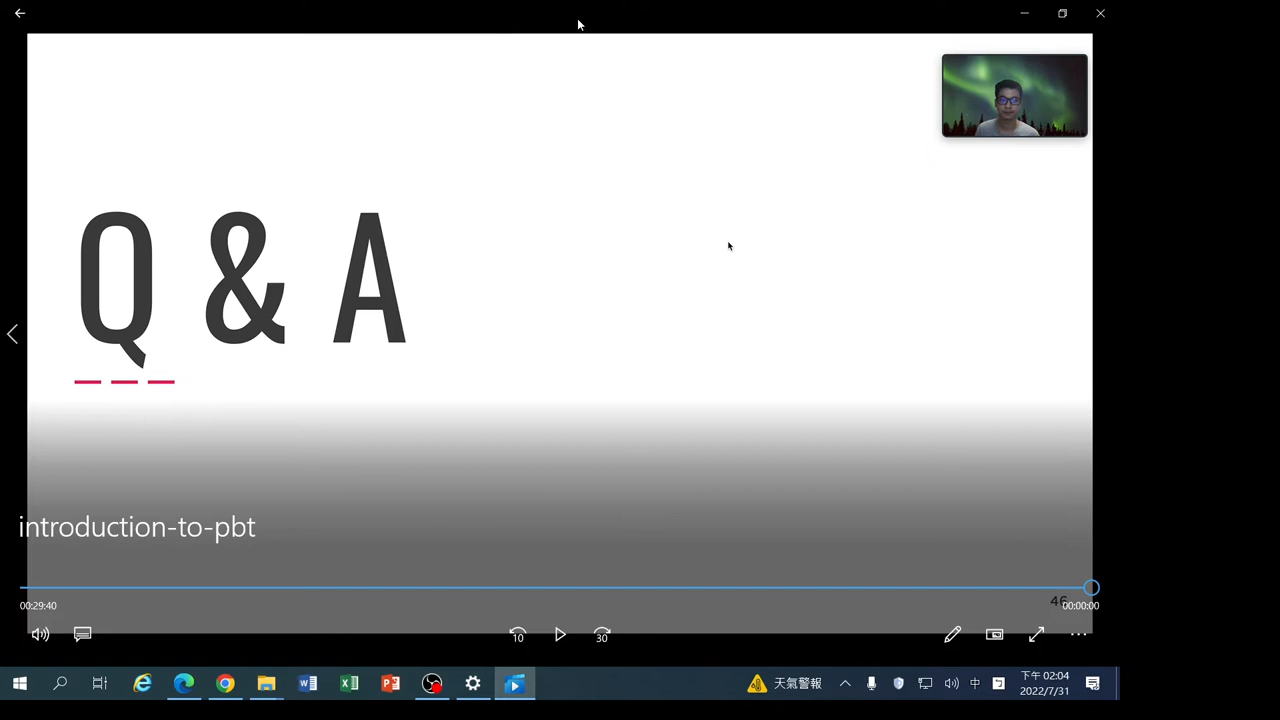 Q & A
introduction-to-pbt
46
00:29:40
00:00:00
10
30
天氣警報
中
下午 02:04
2022/7/31